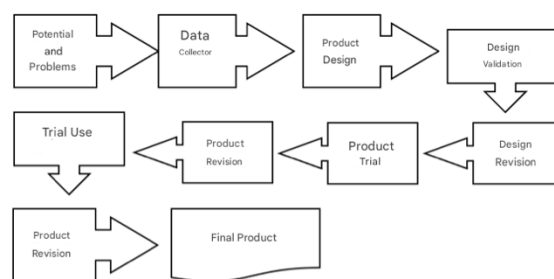 Potential
and
Problems
Data
Collector
Product
Design
Design
Validation
Design
Revision
Product
Trial
Product
Revision
Trial Use
Product
Revision
Final Product